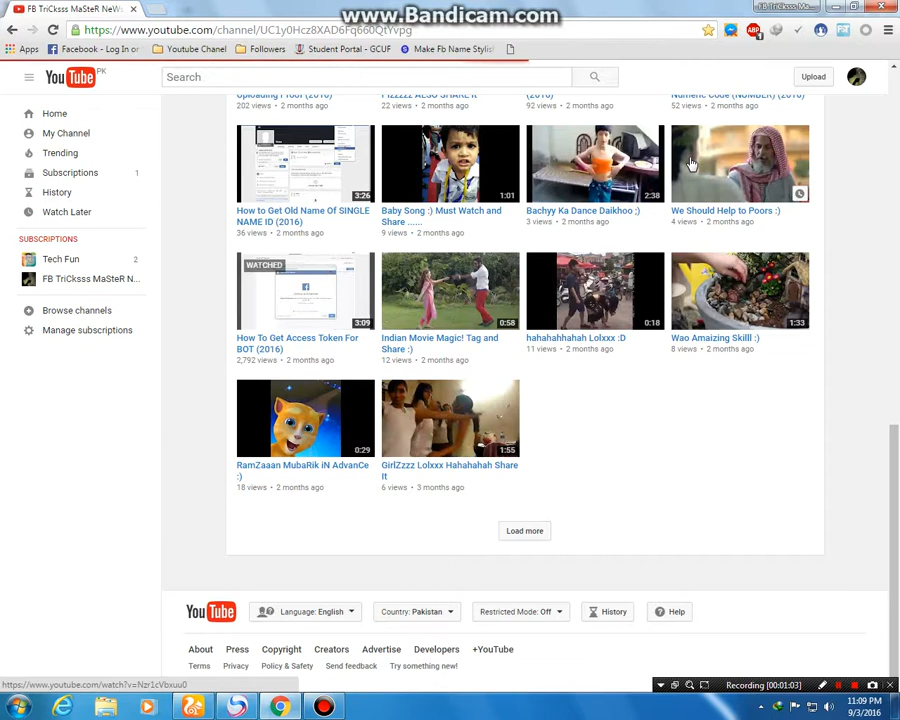 www.Bandicam.com
FB TriCksss MaSteR NeW
https://www.youtube.com/channel/UC1y0Hcz8XAD6Fq660QtYvpg
Apps Facebook - Log In or Youtube Channel Followers Student Portal - GCUF Make Fb Name Stylis
YouTube PK
Search
Upload
Home
My Channel
Trending
Subscriptions 1
History
Watch Later
SUBSCRIPTIONS
Tech Fun 2
FB TriCksss MaSteR N...
Browse channels
Manage subscriptions
202 views • 2 months ago
22 views • 2 months ago
(2016)
92 views • 2 months ago
Numeric Code (NUMBER) (2016)
52 views • 2 months ago
3:26
How to Get Old Name Of SINGLE
NAME ID (2016)
36 views • 2 months ago
1:01
Baby Song :) Must Watch and
Share ......
9 views • 2 months ago
2:38
Bachyy Ka Dance Daikhoo ;)
3 views • 2 months ago
We Should Help to Poors :)
4 views • 2 months ago
WATCHED
3:09
How To Get Access Token For
BOT (2016)
2,792 views • 2 months ago
0:58
Indian Movie Magic! Tag and
Share :)
12 views • 2 months ago
0:18
hahahahhahah Lolxxx :D
11 views • 2 months ago
1:33
Wao Amaizing Skilll :)
8 views • 2 months ago
0:29
RamZaaan MubaRik iN AdvanCe
:)
18 views • 2 months ago
1:55
GirlZzzz Lolxxx Hahahahah Share
It
6 views • 3 months ago
Load more
YouTube
Language: English
Country: Pakistan
Restricted Mode: Off
History
Help
About Press Copyright Creators Advertise Developers +YouTube
Terms Privacy Policy & Safety Send feedback Try something new!
https://www.youtube.com/watch?v=Nzr1cVbxuu0
Recording [00:01:03]
11:09 PM
9/3/2016